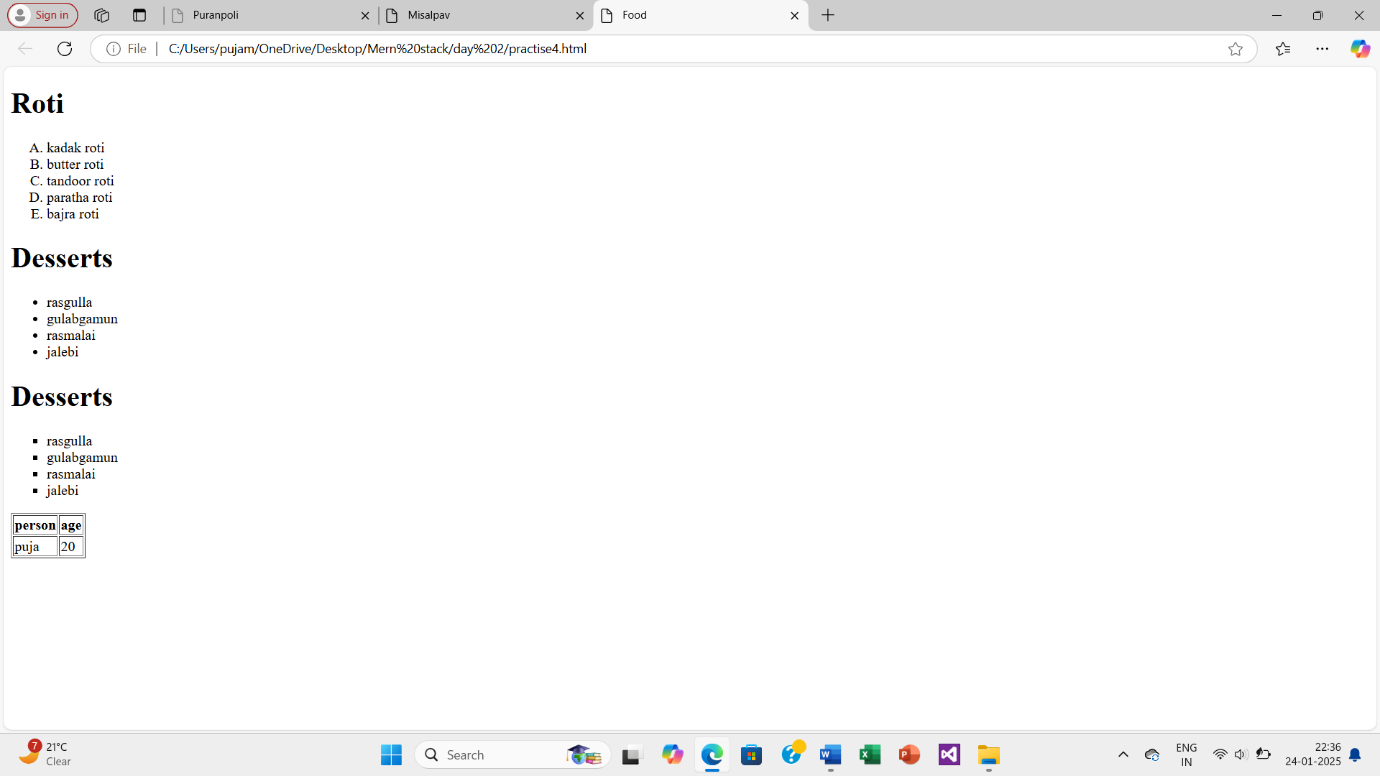 Sign in
Puranpoli
Misalpav
Food
File
C:/Users/pujam/OneDrive/Desktop/Mern%20stack/day%202/practise4.html
Roti
A. kadak roti
B. butter roti
C. tandoor roti
D. paratha roti
E. bajra roti
Desserts
• rasgulla
• gulabgamun
• rasmalai
• jalebi
Desserts
▪ rasgulla
▪ gulabgamun
▪ rasmalai
▪ jalebi
person age
puja 20
7
21°C
Clear
Search
ENG
IN
22:36
24-01-2025